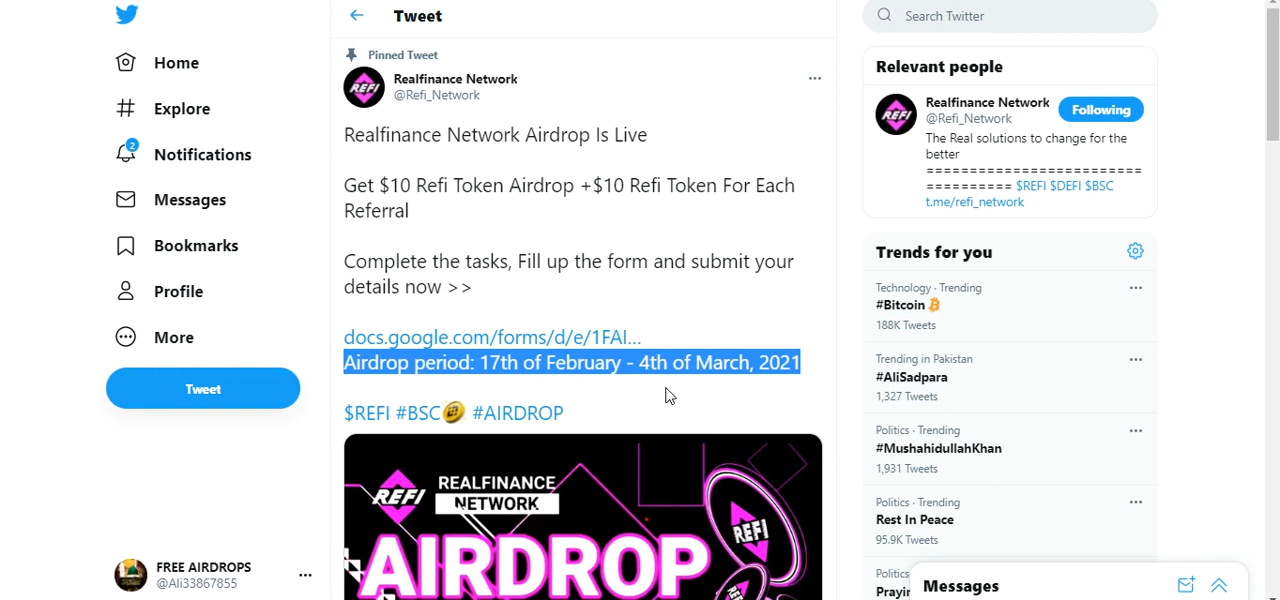 Home
Explore
2
Notifications
Messages
Bookmarks
Profile
More
Tweet
FREE AIRDROPS
@Ali33867855
Tweet
Pinned Tweet
Realfinance Network
@Refi_Network
Realfinance Network Airdrop Is Live
Get $10 Refi Token Airdrop +$10 Refi Token For Each
Referral
Complete the tasks, Fill up the form and submit your
details now >>
docs.google.com/forms/d/e/1FAI...
Airdrop period: 17th of February - 4th of March, 2021
$REFI #BSC #AIRDROP
REFI
REALFINANCE
NETWORK
AIRDROP
REFI
Search Twitter
Relevant people
REFI
Realfinance Network
@Refi_Network
Following
The Real solutions to change for the
better
=========================
========== $REFI $DEFI $BSC
t.me/refi_network
Trends for you
Technology · Trending
#Bitcoin
188K Tweets
Trending in Pakistan
#AliSadpara
1,327 Tweets
Politics · Trending
#MushahidullahKhan
1,931 Tweets
Politics · Trending
Rest In Peace
95.9K Tweets
Messages